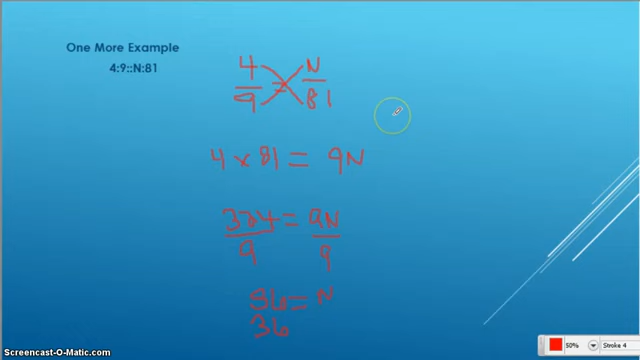 One More Example
4:9::N:81
4/9 = N/81
4 x 81 = 9N
324/9 = 9N/9
36 = N
36
50%
Stroke 4
Screencast-O-Matic.com